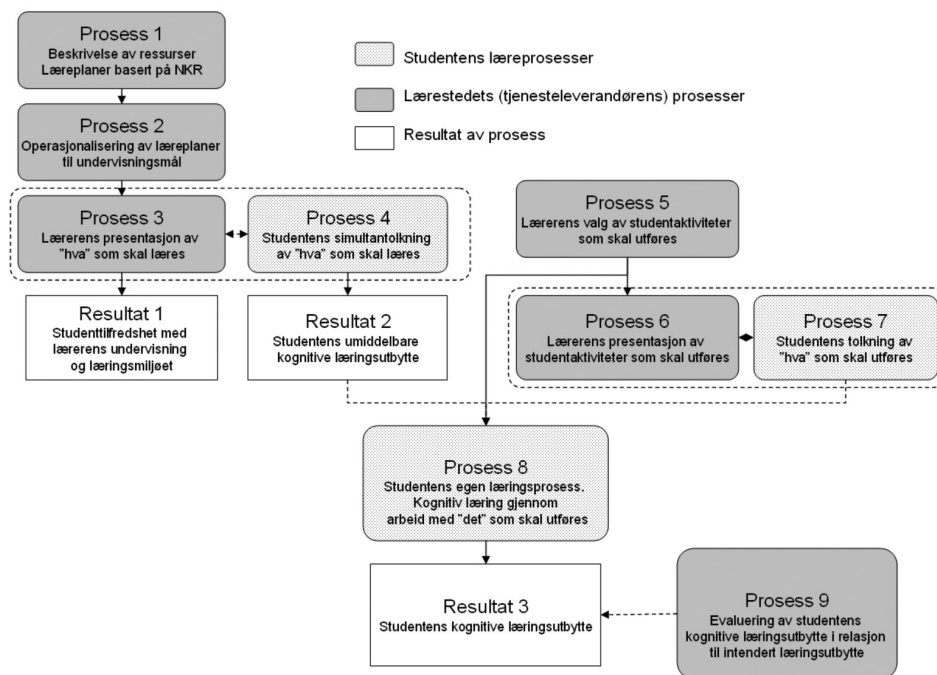 Prosess 1
Beskrivelse av ressurser
Læreplaner basert på NKR
Studentens læreprosesser
Lærestedets (tjenesteleverandørens) prosesser
Resultat av prosess
Prosess 2
Operasjonalisering av læreplaner
til undervisningmål
Prosess 3
Lærerens presentasjon av
"hva" som skal læres
Prosess 4
Studentens simultantolkning
av "hva" som skal læres
Prosess 5
Lærerens valg av studentaktiviteter
som skal utføres
Resultat 1
Studenttilfredshet med
lærerens undervisning
og læringsmiljøet
Resultat 2
Studentens umiddelbare
kognitive læringsutbytte
Prosess 6
Lærerens presentasjon av
studentaktiviteter som skal utføres
Prosess 7
Studentens tolkning av
"hva" som skal utføres
Prosess 8
Studentens egen læringsprosess.
Kognitiv læring gjennom
arbeid med "det" som skal utføres
Resultat 3
Studentens kognitive læringsutbytte
Prosess 9
Evaluering av studentens
kognitive læringsutbytte i relasjon
til intendert læringsutbytte